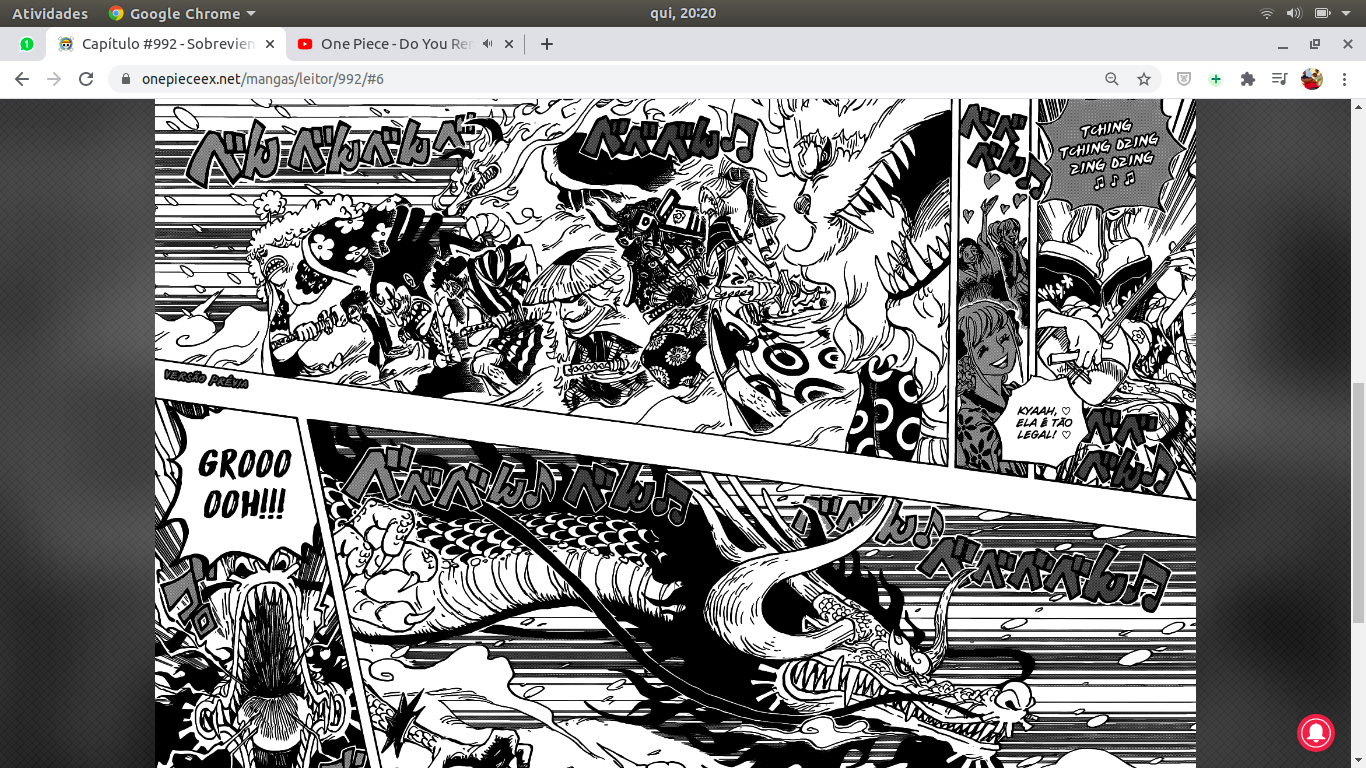 Atividades
Google Chrome
qui, 20:20
1
Capítulo #992 - Sobrevien
One Piece - Do You Re
onepieceex.net/mangas/leitor/992/#6
べん べんべん べ
べべべん♫
べべ
べん♫
TCHING
TCHING DZING
ZING DZING
♫ ♪ ♫
KYAAH, ♡
ELA É TÃO
LEGAL! ♡
べべ
べん♫
VERSÃO PRÉVIA
GROOO
OOH!!!
べべべん♪ べん♫
べべん♪
べべべべん♫